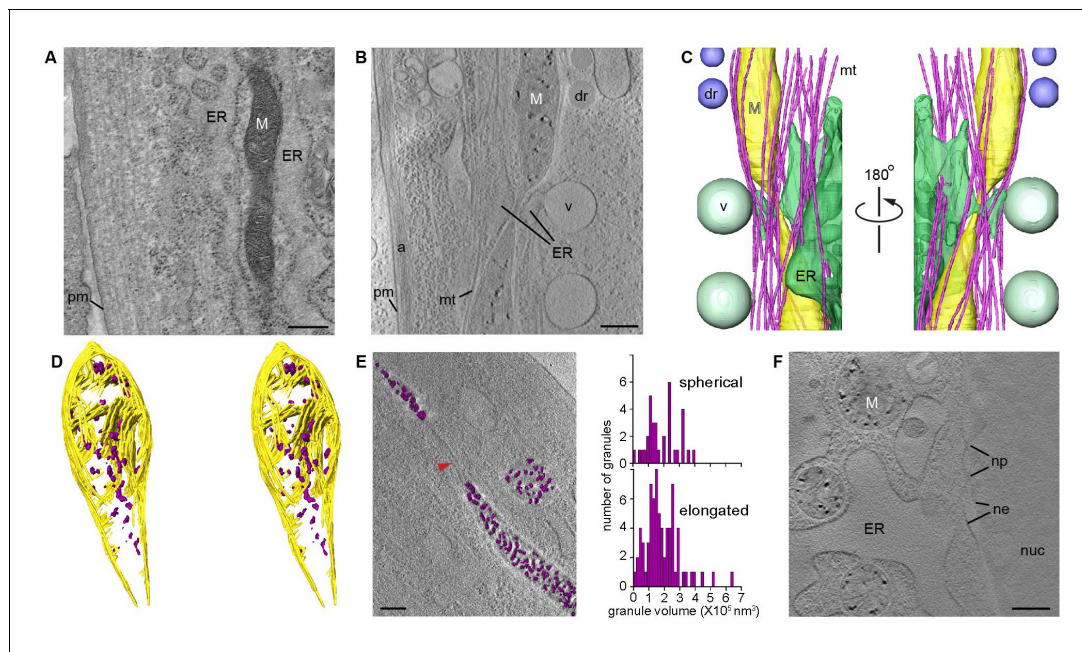 A
ER
M
ER
pm
B
M
dr
v
ER
a
mt
pm
C
mt
dr
M
180°
v
ER
D
E
6
spherical
4
2
0
number of granules
6
elongated
4
2
0
0 1 2 3 4 5 6 7
granule volume (X10⁵ nm³)
F
M
np
ne
ER
nuc